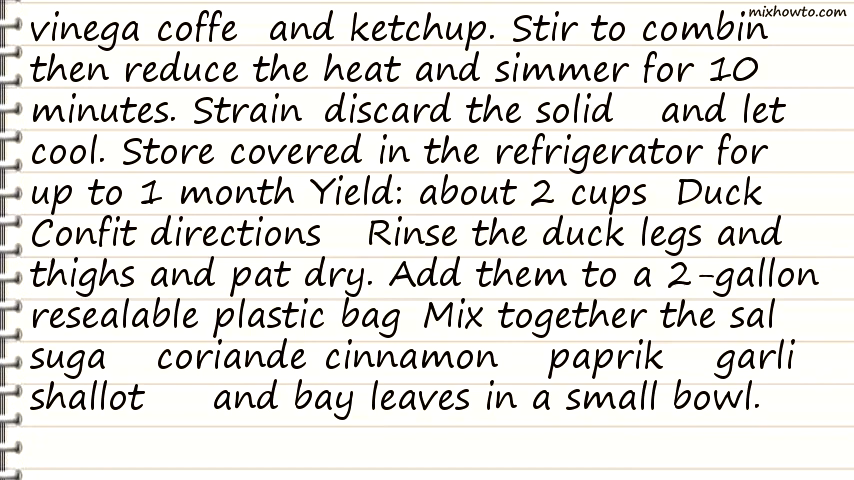 mixhowto.com
vinega coffe and ketchup. Stir to combin
then reduce the heat and simmer for 10
minutes. Strain discard the solid and let
cool. Store covered in the refrigerator for
up to 1 month Yield: about 2 cups Duck
Confit directions Rinse the duck legs and
thighs and pat dry. Add them to a 2-gallon
resealable plastic bag Mix together the sal
suga coriande cinnamon paprik garli
shallot and bay leaves in a small bowl.